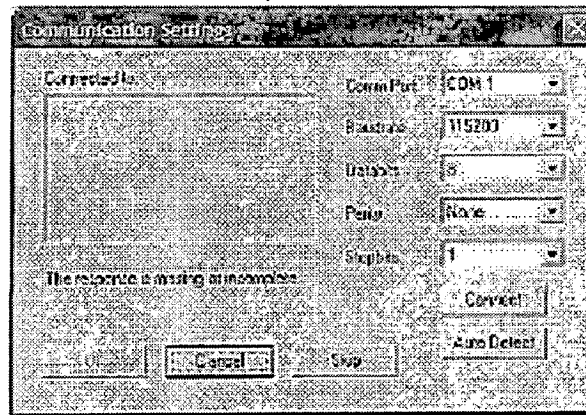 Communication Settings
Connected to
Comm Port COM 1
Baudrate 115200
Databits 8
Parity None
Stopbits 1
The response is missing or incomplete
Connect
Cancel Stop Auto Detect